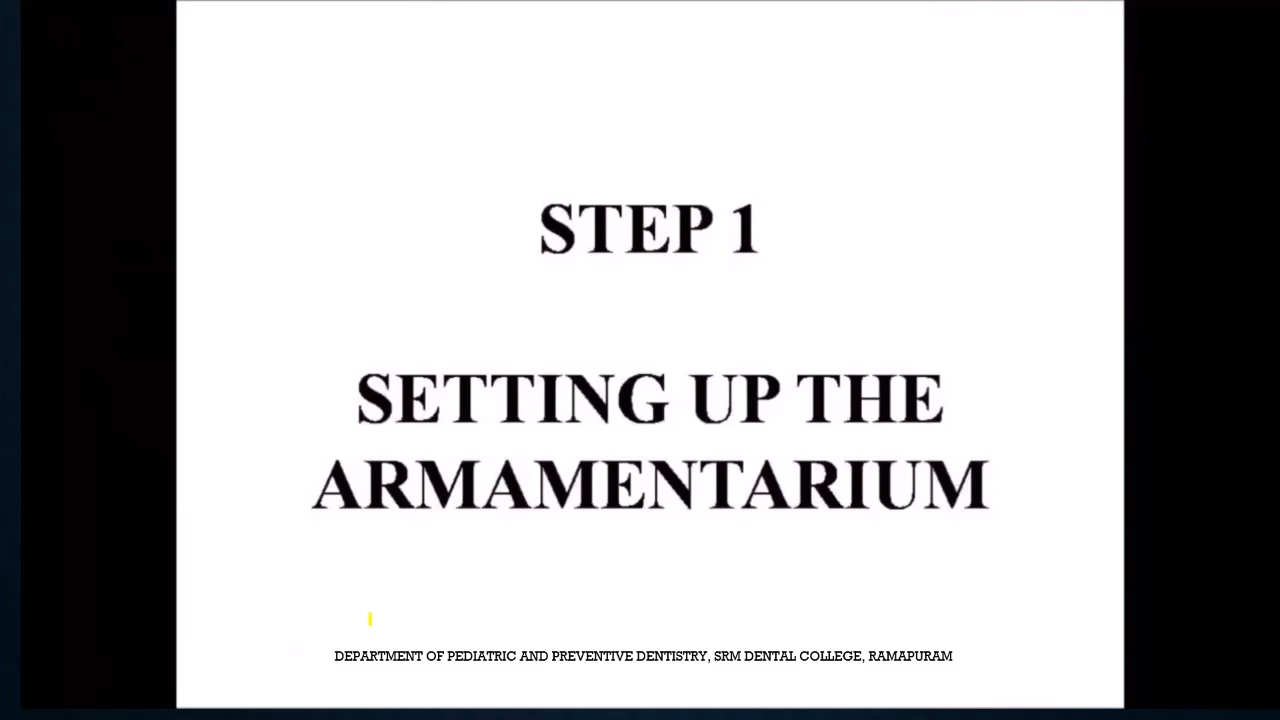 STEP 1
SETTING UP THE
ARMAMENTARIUM
DEPARTMENT OF PEDIATRIC AND PREVENTIVE DENTISTRY, SRM DENTAL COLLEGE, RAMAPURAM